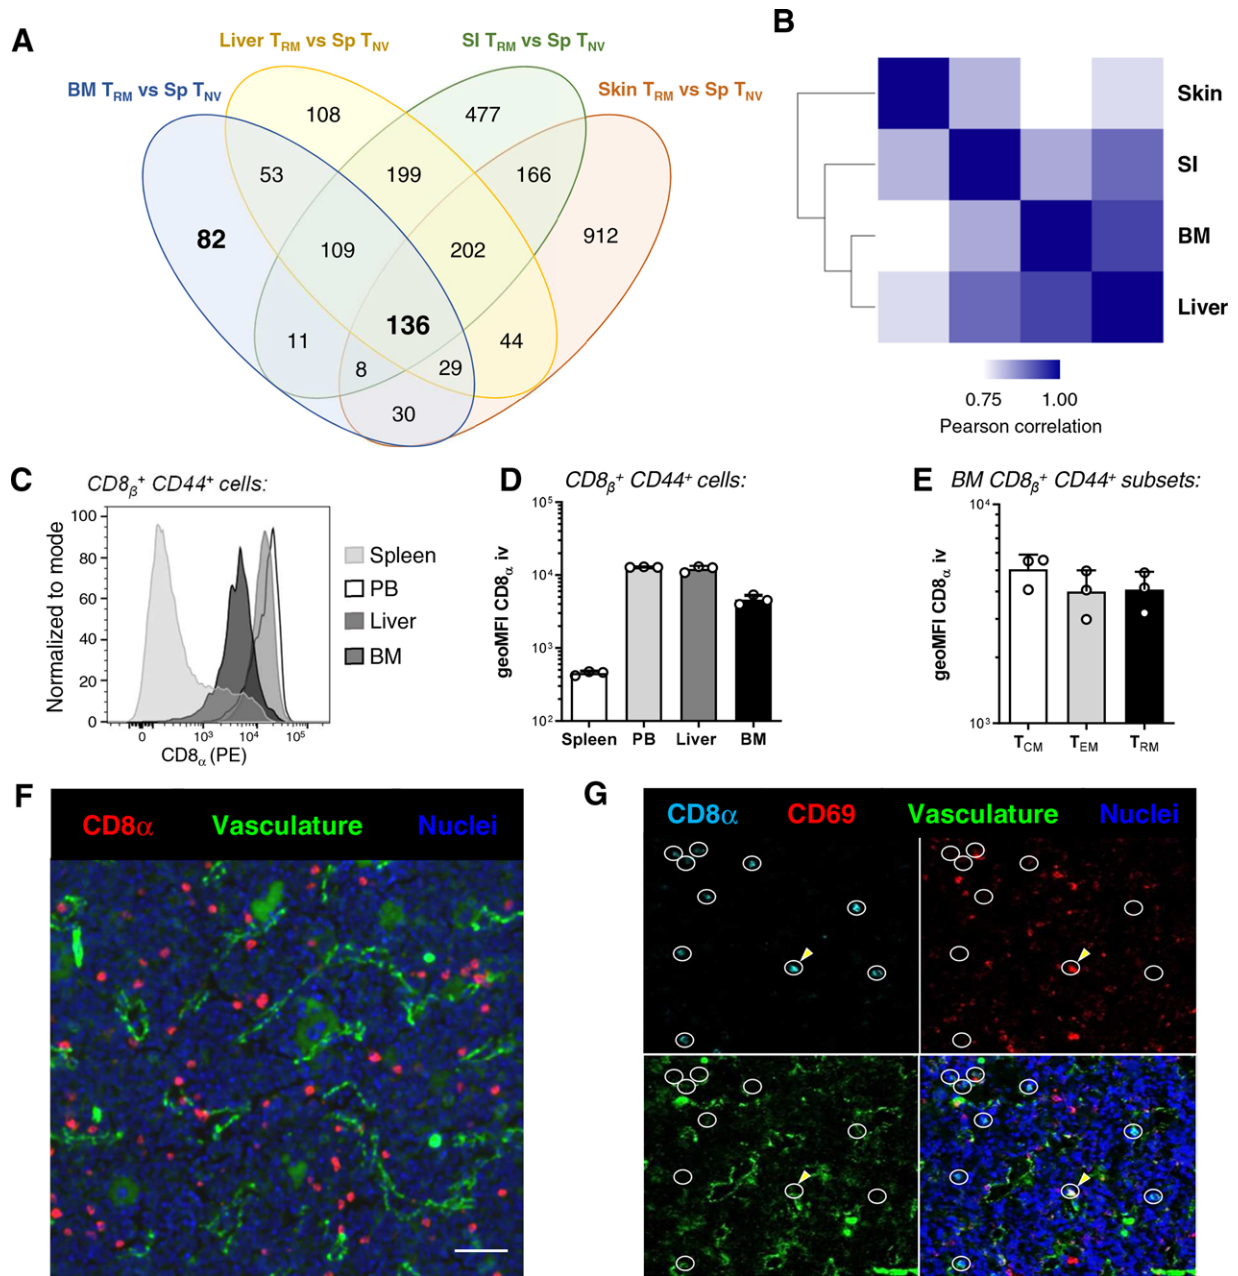 A
Liver TRM vs Sp TNV
SI TRM vs Sp TNV
BM TRM vs Sp TNV
Skin TRM vs Sp TNV
108
477
53
199
166
82
109
202
912
136
11
44
8
29
30
B
Skin
SI
BM
Liver
0.75 1.00
Pearson correlation
C
CD8β+ CD44+ cells:
Normalized to mode
100
80
60
40
20
0
0 10³ 10⁴ 10⁵
CD8α (PE)
Spleen
PB
Liver
BM
D
CD8β+ CD44+ cells:
geoMFI CD8α iv
10⁵
10⁴
10³
10²
Spleen PB Liver BM
E
BM CD8β+ CD44+ subsets:
geoMFI CD8α iv
10⁴
10³
TCM TEM TRM
F
CD8α Vasculature Nuclei
G
CD8α CD69 Vasculature Nuclei